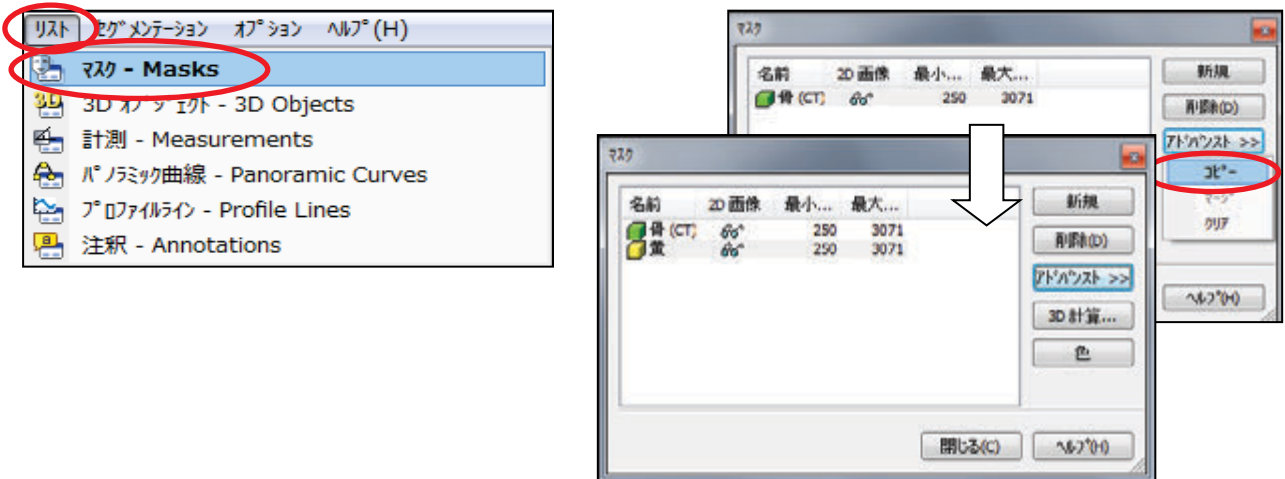 リスト セグメンテーション オプション ヘルプ(H)
マスク - Masks
3D オブジェクト - 3D Objects
計測 - Measurements
パノラミック曲線 - Panoramic Curves
プロファイルライン - Profile Lines
注釈 - Annotations
マスク
名前 2D 画像 最小... 最大...
骨 (CT) 250 3071
新規
削除(D)
アドバンスト >>
コピー
マージ
クリア
ヘルプ(H)
マスク
名前 2D 画像 最小... 最大...
骨 (CT) 250 3071
黄 250 3071
新規
削除(D)
アドバンスト >>
3D 計算...
色
閉じる(C) ヘルプ(H)